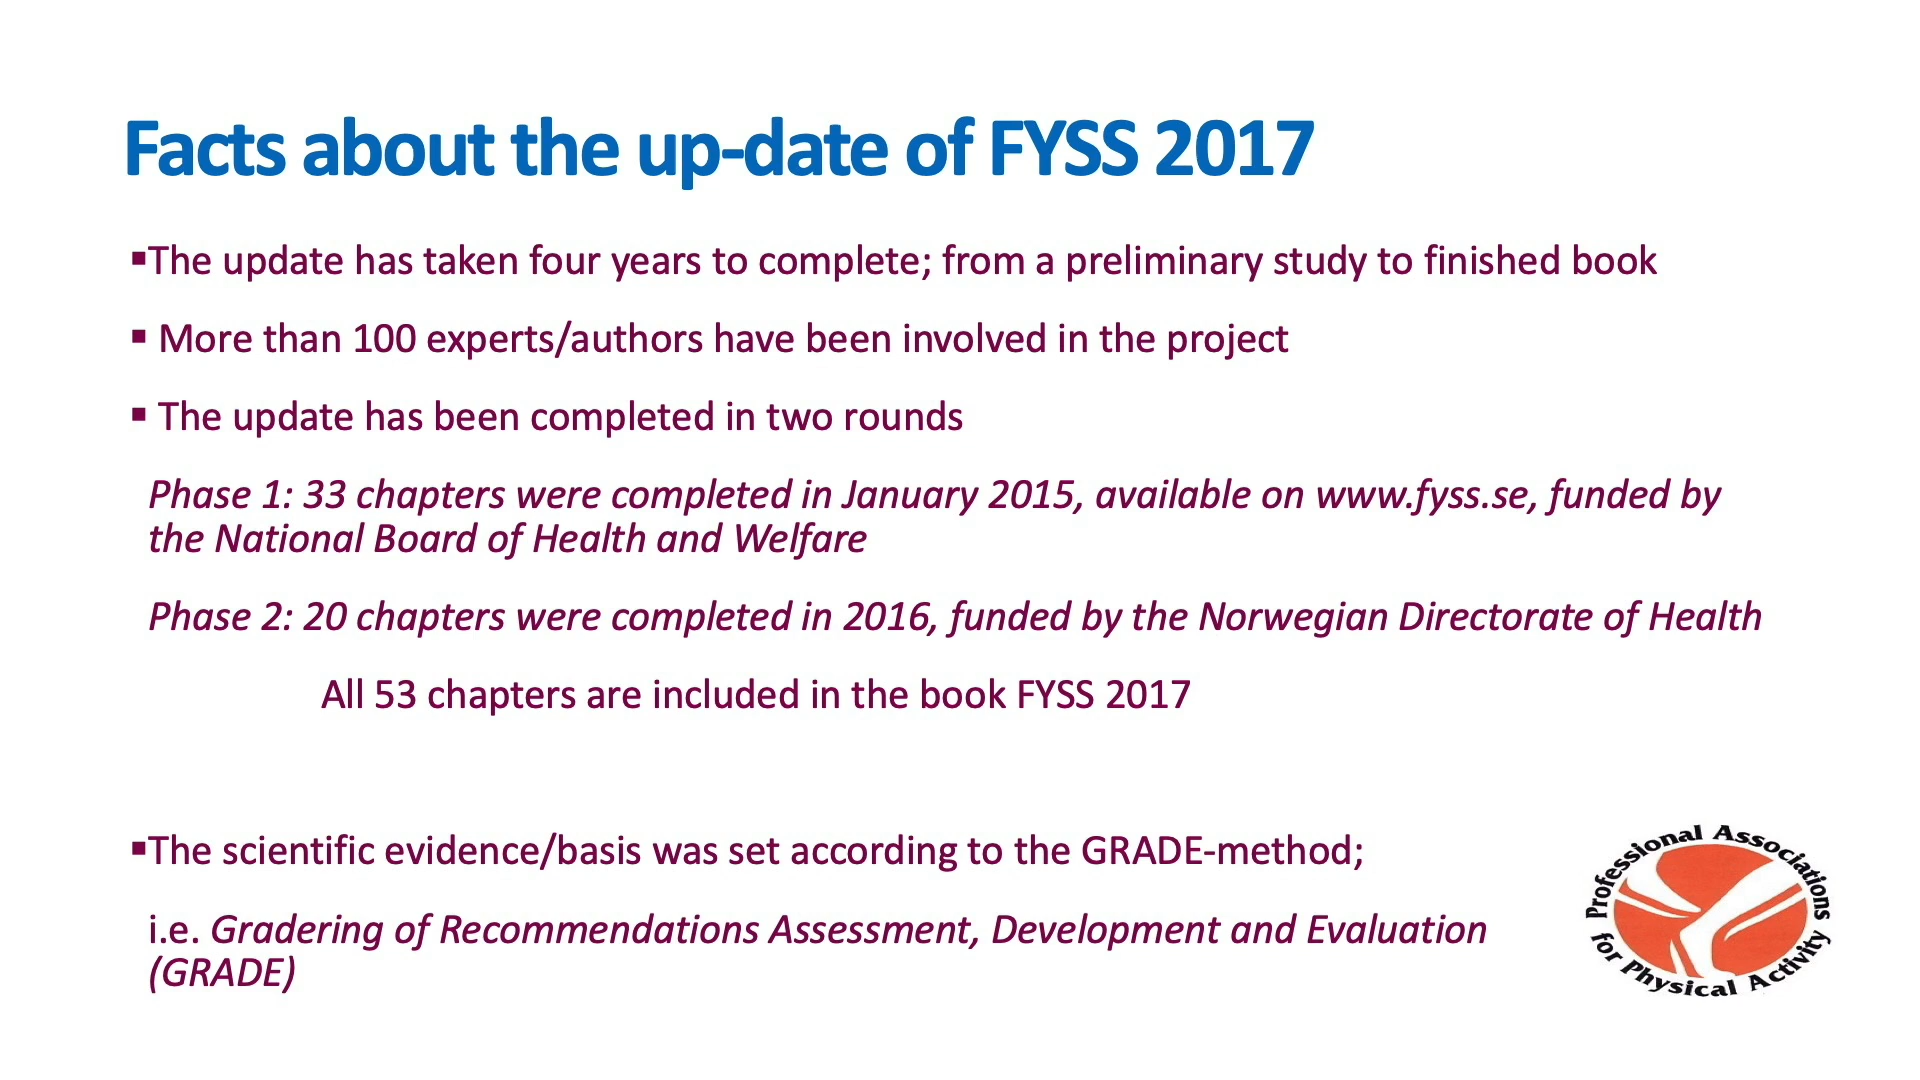 Facts about the up-date of FYSS 2017
▪The update has taken four years to complete; from a preliminary study to finished book
▪ More than 100 experts/authors have been involved in the project
▪ The update has been completed in two rounds
Phase 1: 33 chapters were completed in January 2015, available on www.fyss.se, funded by
the National Board of Health and Welfare
Phase 2: 20 chapters were completed in 2016, funded by the Norwegian Directorate of Health
All 53 chapters are included in the book FYSS 2017
▪The scientific evidence/basis was set according to the GRADE-method;
i.e. Gradering of Recommendations Assessment, Development and Evaluation
(GRADE)
Professional Associations
for Physical Activity